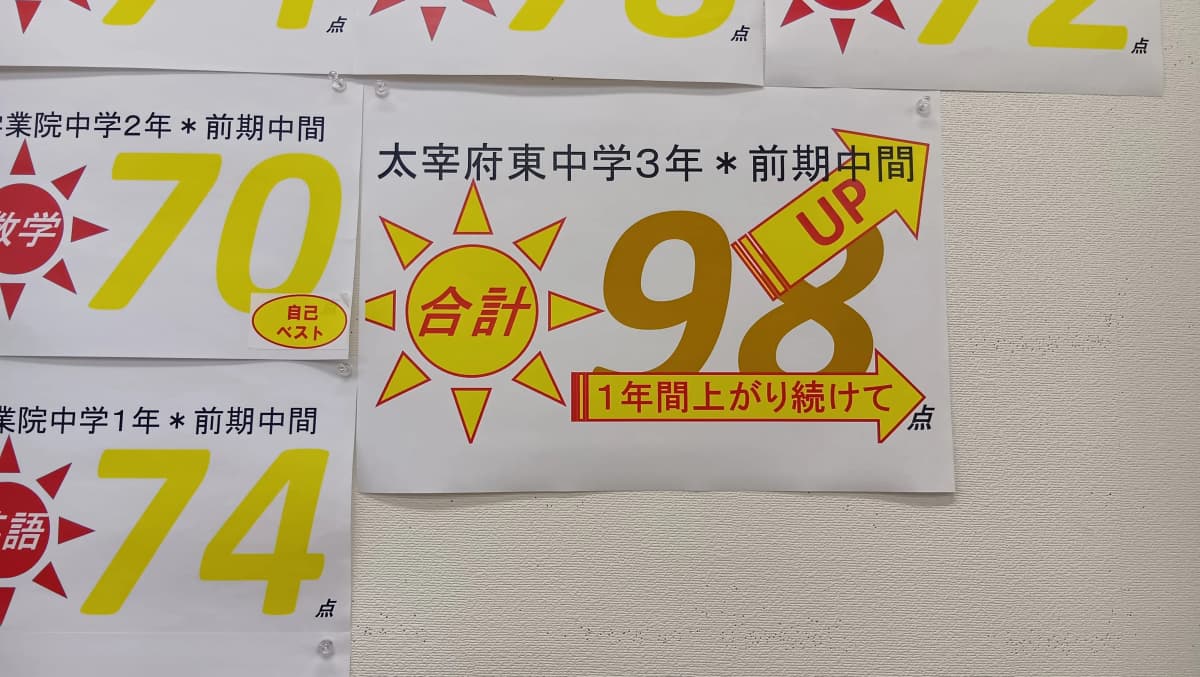 点
点
72
点
業院中学2年*前期中間
数学
70
自己
ベスト
太宰府東中学3年*前期中間
UP
合計
98
1年間上がり続けて
点
業院中学1年*前期中間
語
74
点